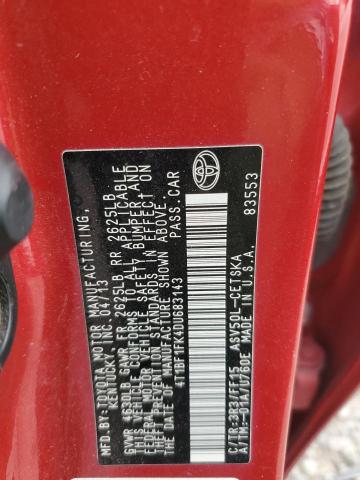 MFD.BY:TOYOTA MOTOR MANUFACTURING,
KENTUCKY, INC. 04/13
GVWR 4630LB GAWR FR 2625LB RR 2625LB
THIS VEHICLE CONFORMS TO ALL APPLICABLE
FEDERAL MOTOR VEHICLE SAFETY, BUMPER, AND
THEFT PREVENTION STANDARDS IN EFFECT ON
THE DATE OF MANUFACTURE SHOWN ABOVE.
4T1BF1FK4DU683143 PASS.CAR
C/TR:3R3/FF15 ASV50L-CETSKA
A/TM:-01A/U760E MADE IN U.S.A.
83553